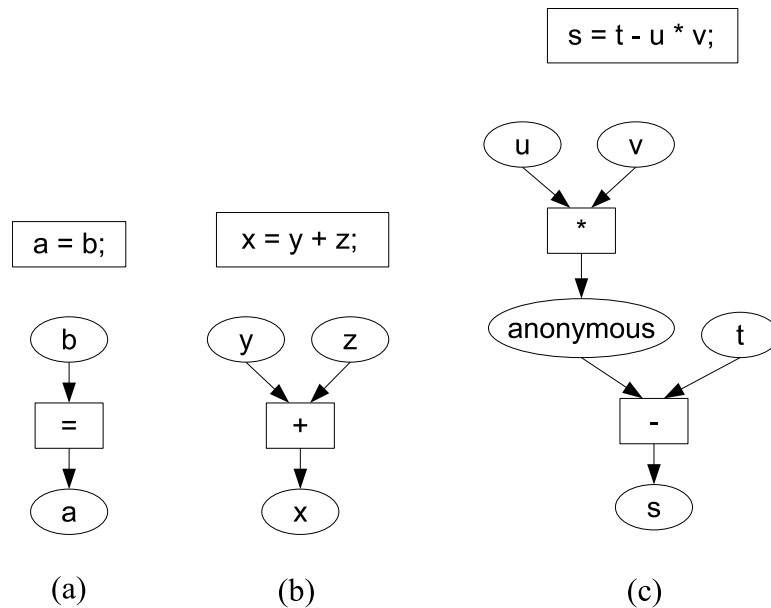 s = t - u * v;
u
v
*
a = b;
x = y + z;
b
y
z
anonymous
t
=
+
-
a
x
s
(a)
(b)
(c)